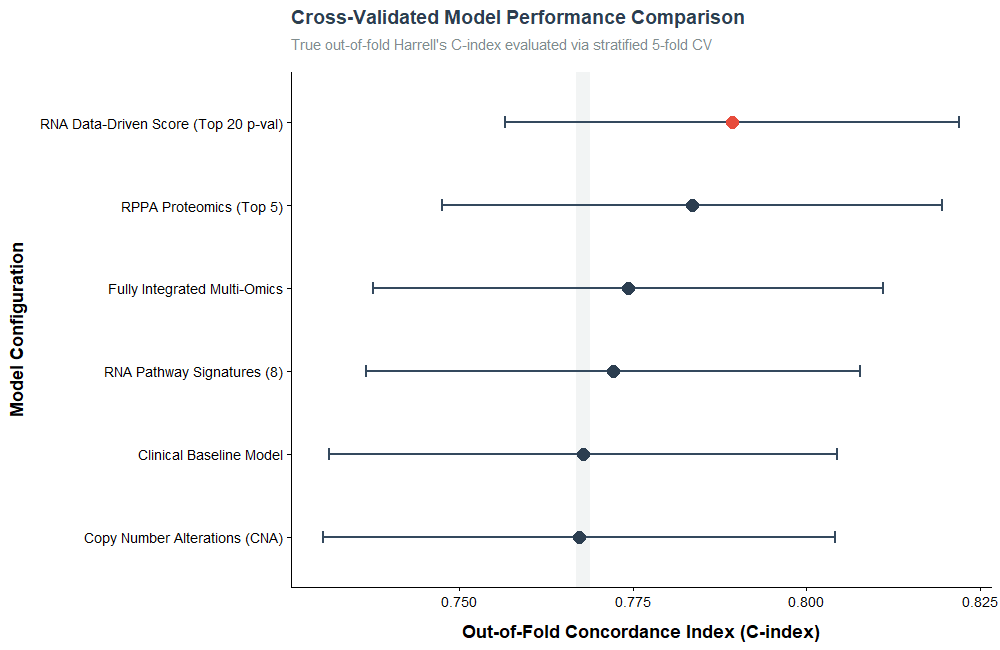 Cross-Validated Model Performance Comparison
True out-of-fold Harrell's C-index evaluated via stratified 5-fold CV
Model Configuration
RNA Data-Driven Score (Top 20 p-val)
RPPA Proteomics (Top 5)
Fully Integrated Multi-Omics
RNA Pathway Signatures (8)
Clinical Baseline Model
Copy Number Alterations (CNA)
0.750 0.775 0.800 0.825
Out-of-Fold Concordance Index (C-index)